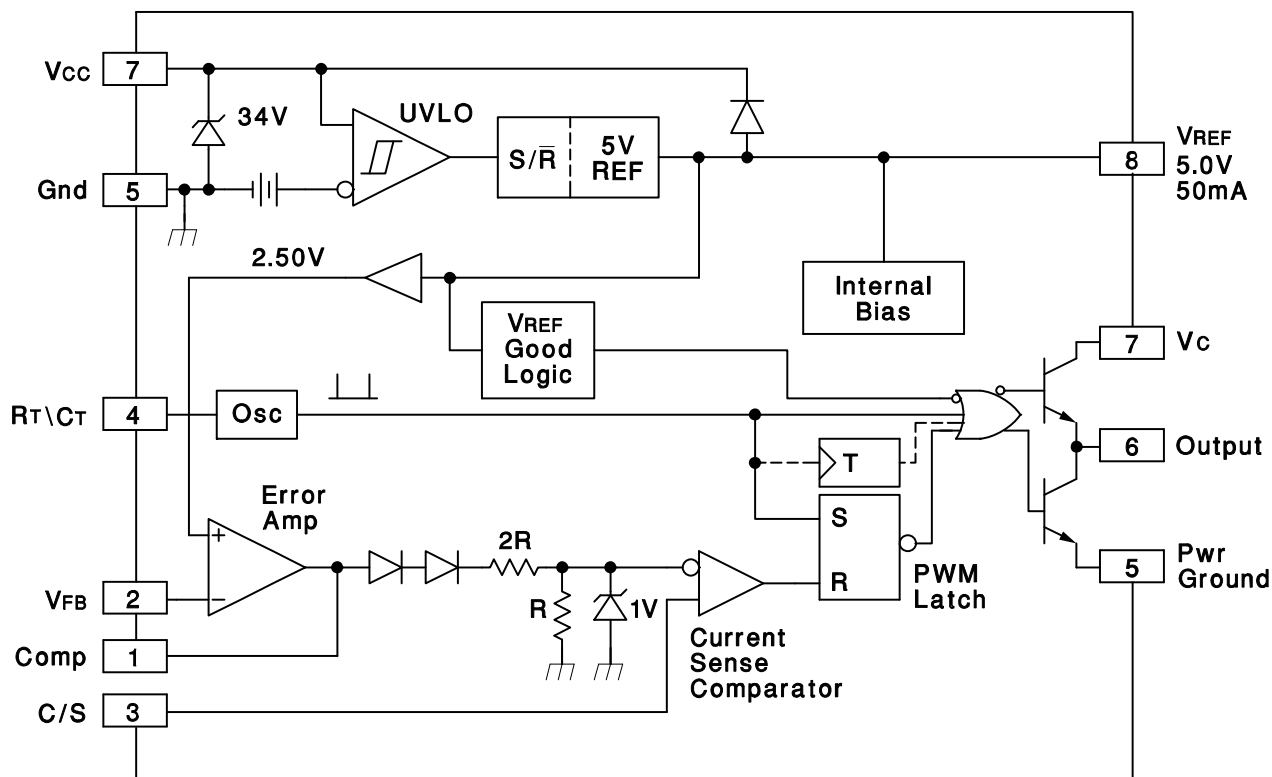 VCC
7
34V
UVLO
S/R̅
5V
REF
8
VREF
5.0V
50mA
Gnd
5
2.50V
Internal
Bias
VREF
Good
Logic
7
VC
RT\CT
4
Osc
6
Output
T
Error
Amp
+
−
S
R
2R
R
1V
PWM
Latch
5
Pwr
Ground
VFB
2
Comp
1
Current
Sense
Comparator
C/S
3